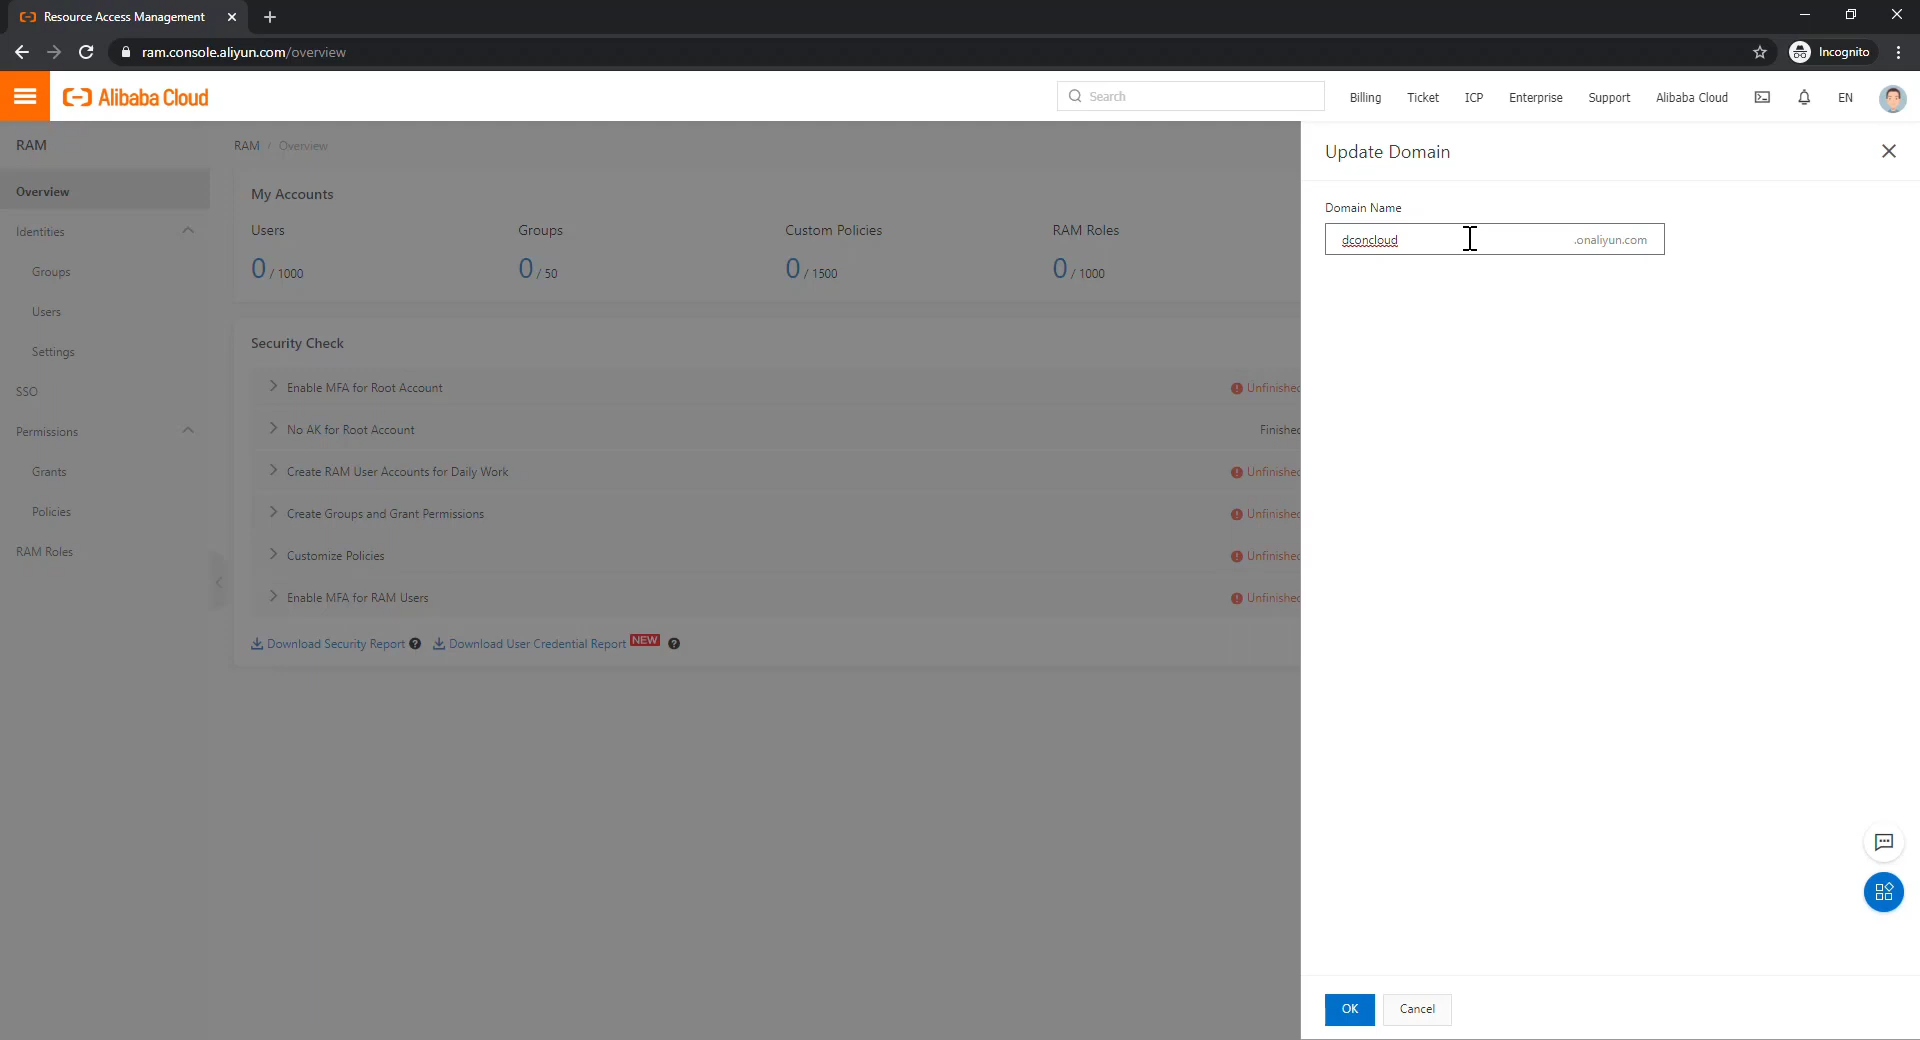 Resource Access Management
ram.console.aliyun.com/overview
Incognito
Alibaba Cloud
Search
Billing
Ticket
ICP
Enterprise
Support
Alibaba Cloud
EN
RAM
Overview
Identities
Groups
Users
Settings
SSO
Permissions
Grants
Policies
RAM Roles
RAM / Overview
My Accounts
Users
Groups
Custom Policies
RAM Roles
0 / 1000
0 / 50
0 / 1500
0 / 1000
Security Check
Enable MFA for Root Account
Unfinished
No AK for Root Account
Finished
Create RAM User Accounts for Daily Work
Unfinished
Create Groups and Grant Permissions
Unfinished
Customize Policies
Unfinished
Enable MFA for RAM Users
Unfinished
Download Security Report
Download User Credential Report NEW
Update Domain
Domain Name
dconcloud
.onaliyun.com
OK
Cancel